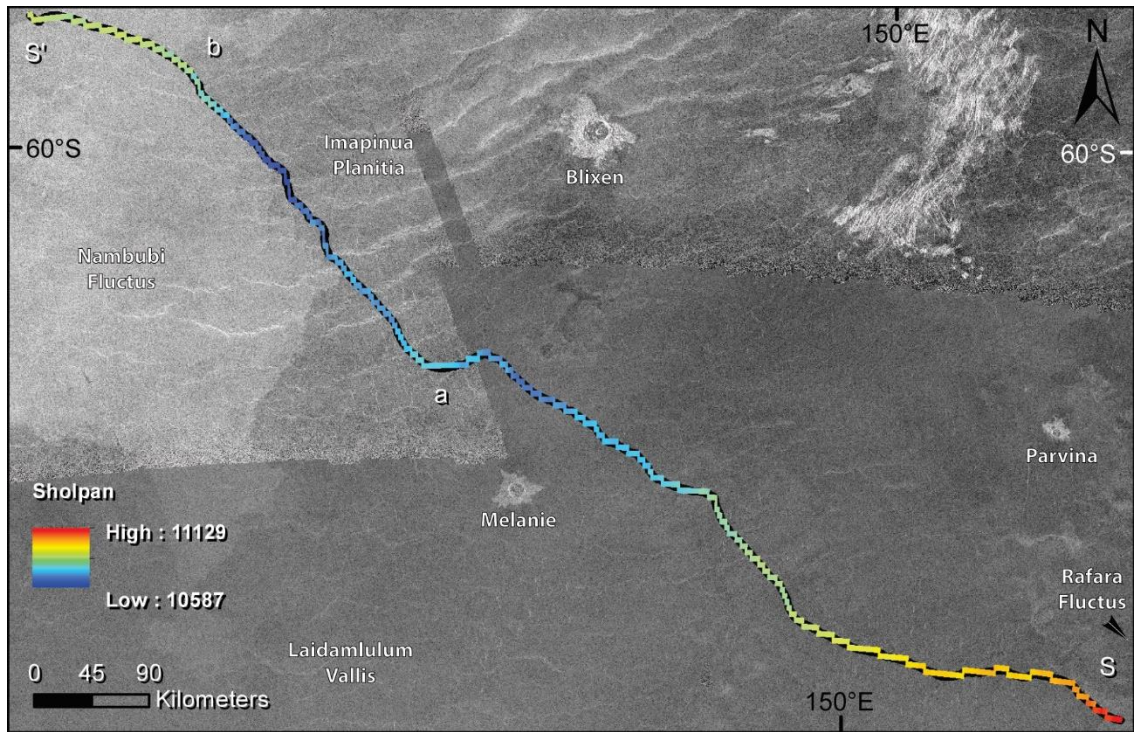 S'
b
150°E
N
60°S
Imapinua
Planitia
60°S
Blixen
Nambubi
Fluctus
a
Parvina
Sholpan
High : 11129
Low : 10587
Melanie
Rafara
Fluctus
Laidamlulum
Vallis
S
0 45 90
Kilometers
150°E